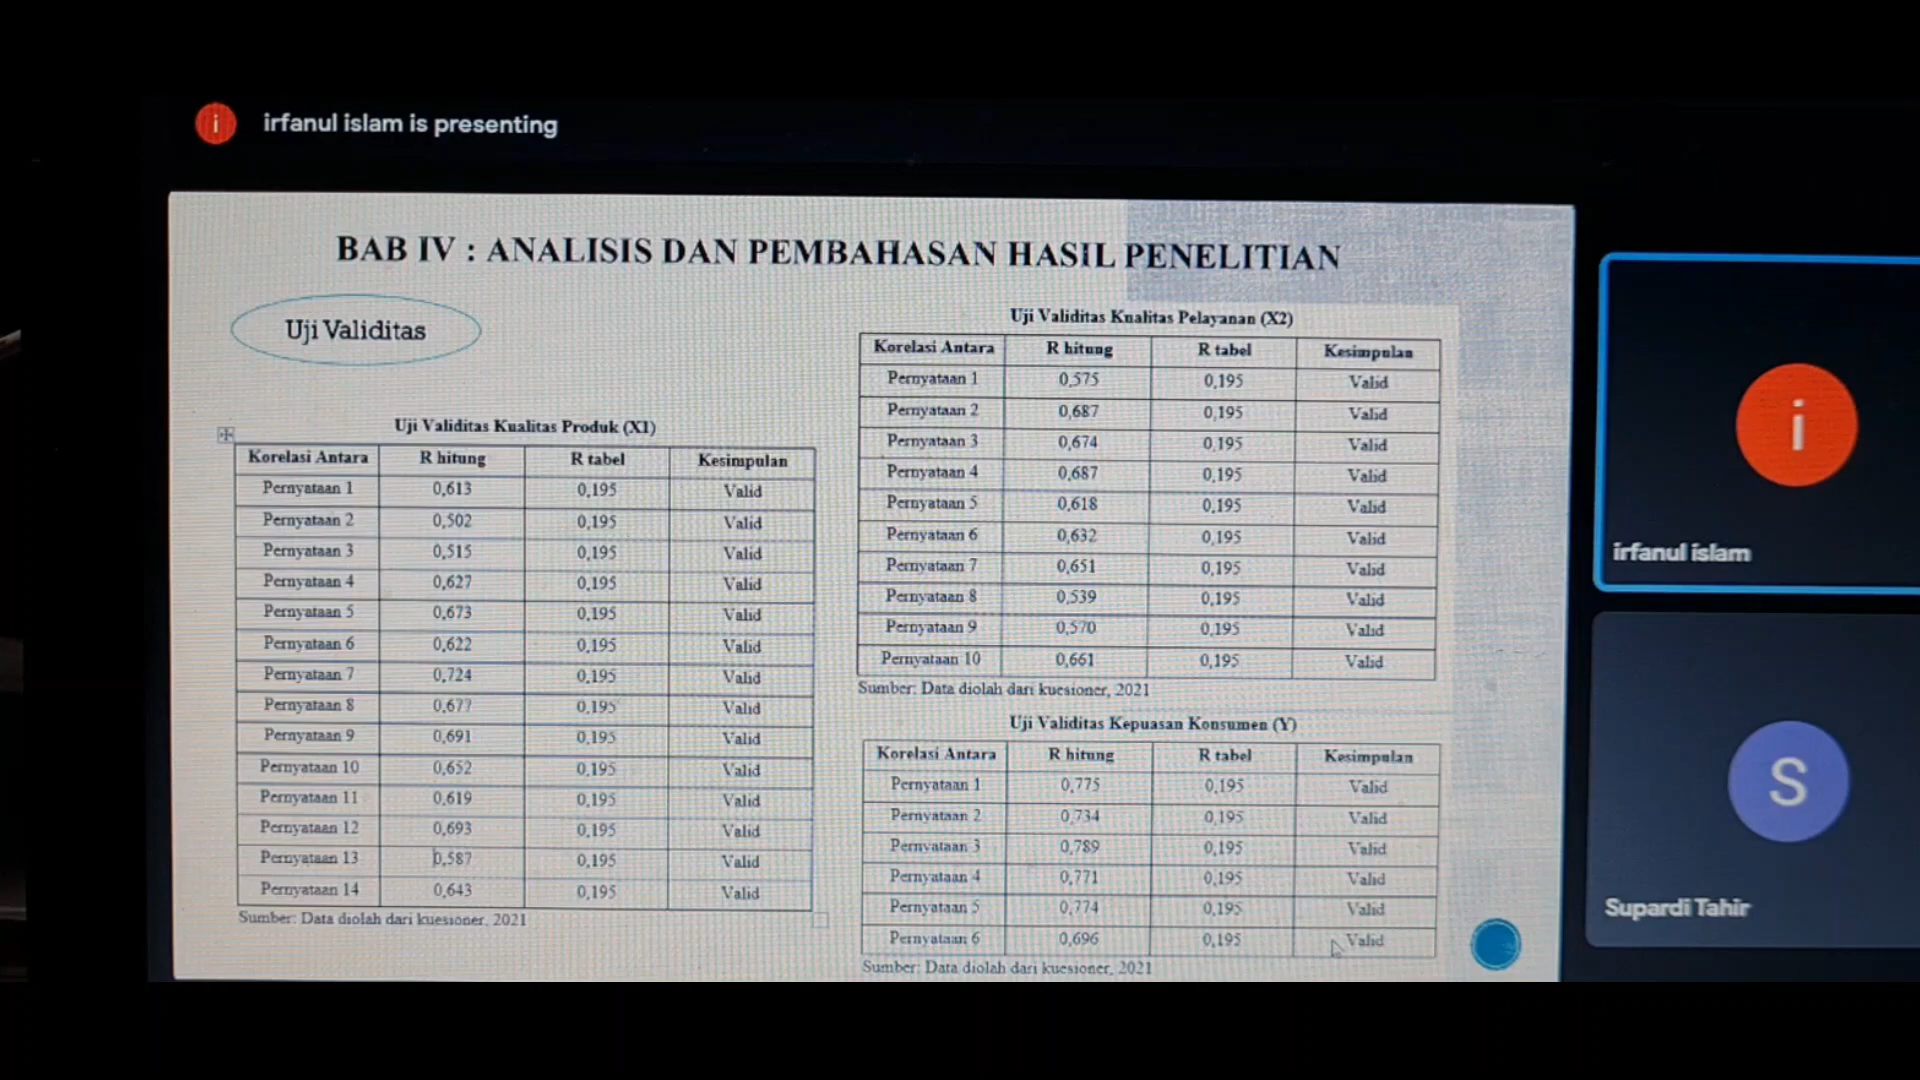 i irfanul islam is presenting
BAB IV : ANALISIS DAN PEMBAHASAN HASIL PENELITIAN
Uji Validitas
Uji Validitas Kualitas Produk (X1)
Korelasi Antara R hitung R tabel Kesimpulan
Pernyataan 1 0,613 0,195 Valid
Pernyataan 2 0,502 0,195 Valid
Pernyataan 3 0,515 0,195 Valid
Pernyataan 4 0,627 0,195 Valid
Pernyataan 5 0,673 0,195 Valid
Pernyataan 6 0,622 0,195 Valid
Pernyataan 7 0,724 0,195 Valid
Pernyataan 8 0,677 0,195 Valid
Pernyataan 9 0,691 0,195 Valid
Pernyataan 10 0,652 0,195 Valid
Pernyataan 11 0,619 0,195 Valid
Pernyataan 12 0,693 0,195 Valid
Pernyataan 13 0,587 0,195 Valid
Pernyataan 14 0,643 0,195 Valid
Sumber: Data diolah dari kuesioner, 2021
Uji Validitas Kualitas Pelayanan (X2)
Korelasi Antara R hitung R tabel Kesimpulan
Pernyataan 1 0,575 0,195 Valid
Pernyataan 2 0,687 0,195 Valid
Pernyataan 3 0,674 0,195 Valid
Pernyataan 4 0,687 0,195 Valid
Pernyataan 5 0,618 0,195 Valid
Pernyataan 6 0,632 0,195 Valid
Pernyataan 7 0,651 0,195 Valid
Pernyataan 8 0,539 0,195 Valid
Pernyataan 9 0,570 0,195 Valid
Pernyataan 10 0,661 0,195 Valid
Sumber: Data diolah dari kuesioner, 2021
Uji Validitas Kepuasan Konsumen (Y)
Korelasi Antara R hitung R tabel Kesimpulan
Pernyataan 1 0,775 0,195 Valid
Pernyataan 2 0,734 0,195 Valid
Pernyataan 3 0,789 0,195 Valid
Pernyataan 4 0,771 0,195 Valid
Pernyataan 5 0,774 0,195 Valid
Pernyataan 6 0,696 0,195 Valid
Sumber: Data diolah dari kuesioner, 2021
i
irfanul islam
S
Supardi Tahir